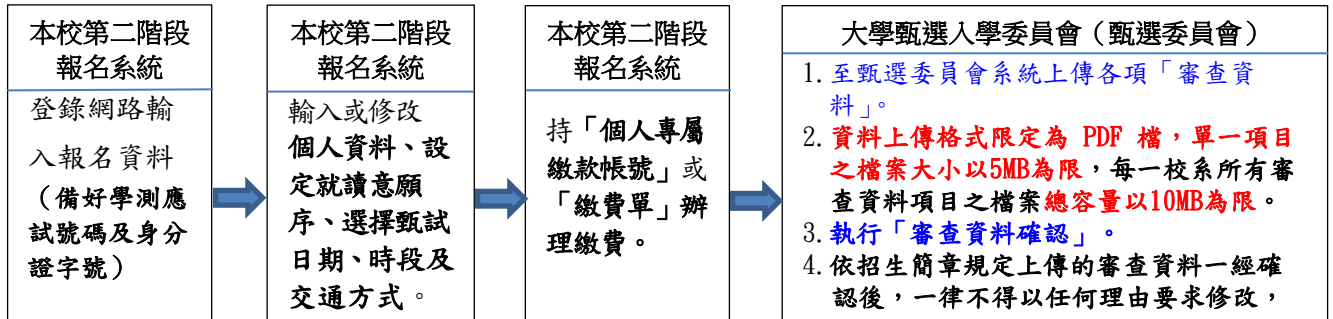 本校第二階段
報名系統
登錄網路輸
入報名資料
(備好學測應
試號碼及身分
證字號)
本校第二階段
報名系統
輸入或修改
個人資料、設
定就讀意願
序、選擇甄試
日期、時段及
交通方式。
本校第二階段
報名系統
持「個人專屬
繳款帳號」或
「繳費單」辦
理繳費。
大學甄選入學委員會(甄選委員會)
1.至甄選委員會系統上傳各項「審查資
料」。
2.資料上傳格式限定為 PDF 檔,單一項目
之檔案大小以5MB為限,每一校系所有審
查資料項目之檔案總容量以10MB為限。
3.執行「審查資料確認」。
4.依招生簡章規定上傳的審查資料一經確
認後,一律不得以任何理由要求修改,